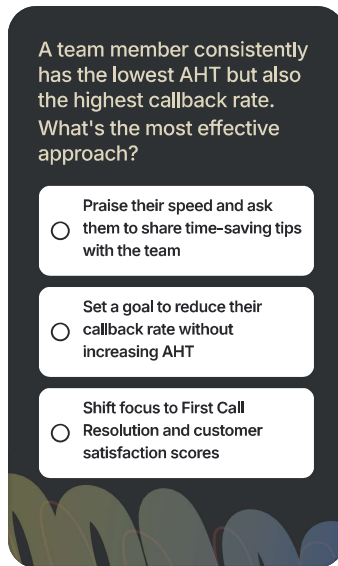 A team member consistently
has the lowest AHT but also
the highest callback rate.
What's the most effective
approach?
Praise their speed and ask
them to share time-saving tips
with the team
Set a goal to reduce their
callback rate without
increasing AHT
Shift focus to First Call
Resolution and customer
satisfaction scores